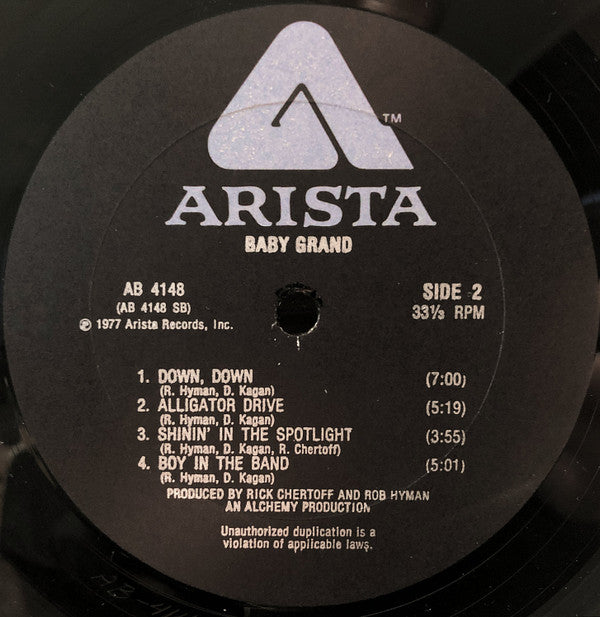 ™
ARISTA
BABY GRAND
AB 4148
(AB 4148 SB)
℗ 1977 Arista Records, Inc.
SIDE 2
33⅓ RPM
1. DOWN, DOWN (7:00)
(R. Hyman, D. Kagan)
2. ALLIGATOR DRIVE (5:19)
(R. Hyman, D. Kagan)
3. SHININ' IN THE SPOTLIGHT (3:55)
(R. Hyman, D. Kagan, R. Chertoff)
4. BOY IN THE BAND (5:01)
(R. Hyman, D. Kagan)
PRODUCED BY RICK CHERTOFF AND ROB HYMAN
AN ALCHEMY PRODUCTION
Unauthorized duplication is a
violation of applicable laws.